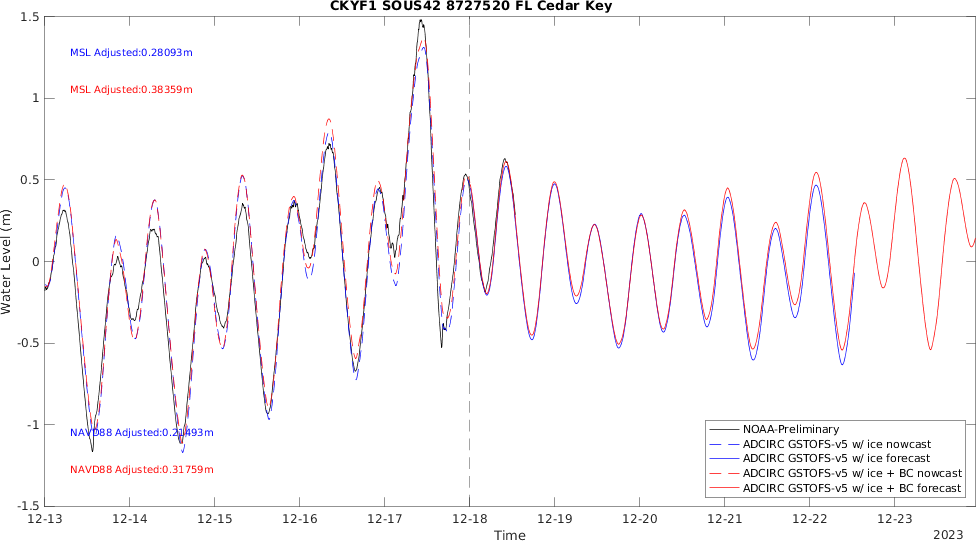 CKYF1 SOUS42 8727520 FL Cedar Key
1.5
MSL Adjusted:0.28093m
MSL Adjusted:0.38359m
1
0.5
0
-0.5
-1
-1.5
Water Level (m)
NAVD88 Adjusted:0.21493m
NAVD88 Adjusted:0.31759m
NOAA-Preliminary
ADCIRC GSTOFS-v5 w/ ice nowcast
ADCIRC GSTOFS-v5 w/ ice forecast
ADCIRC GSTOFS-v5 w/ ice + BC nowcast
ADCIRC GSTOFS-v5 w/ ice + BC forecast
12-13 12-14 12-15 12-16 12-17 12-18 12-19 12-20 12-21 12-22 12-23
Time
2023